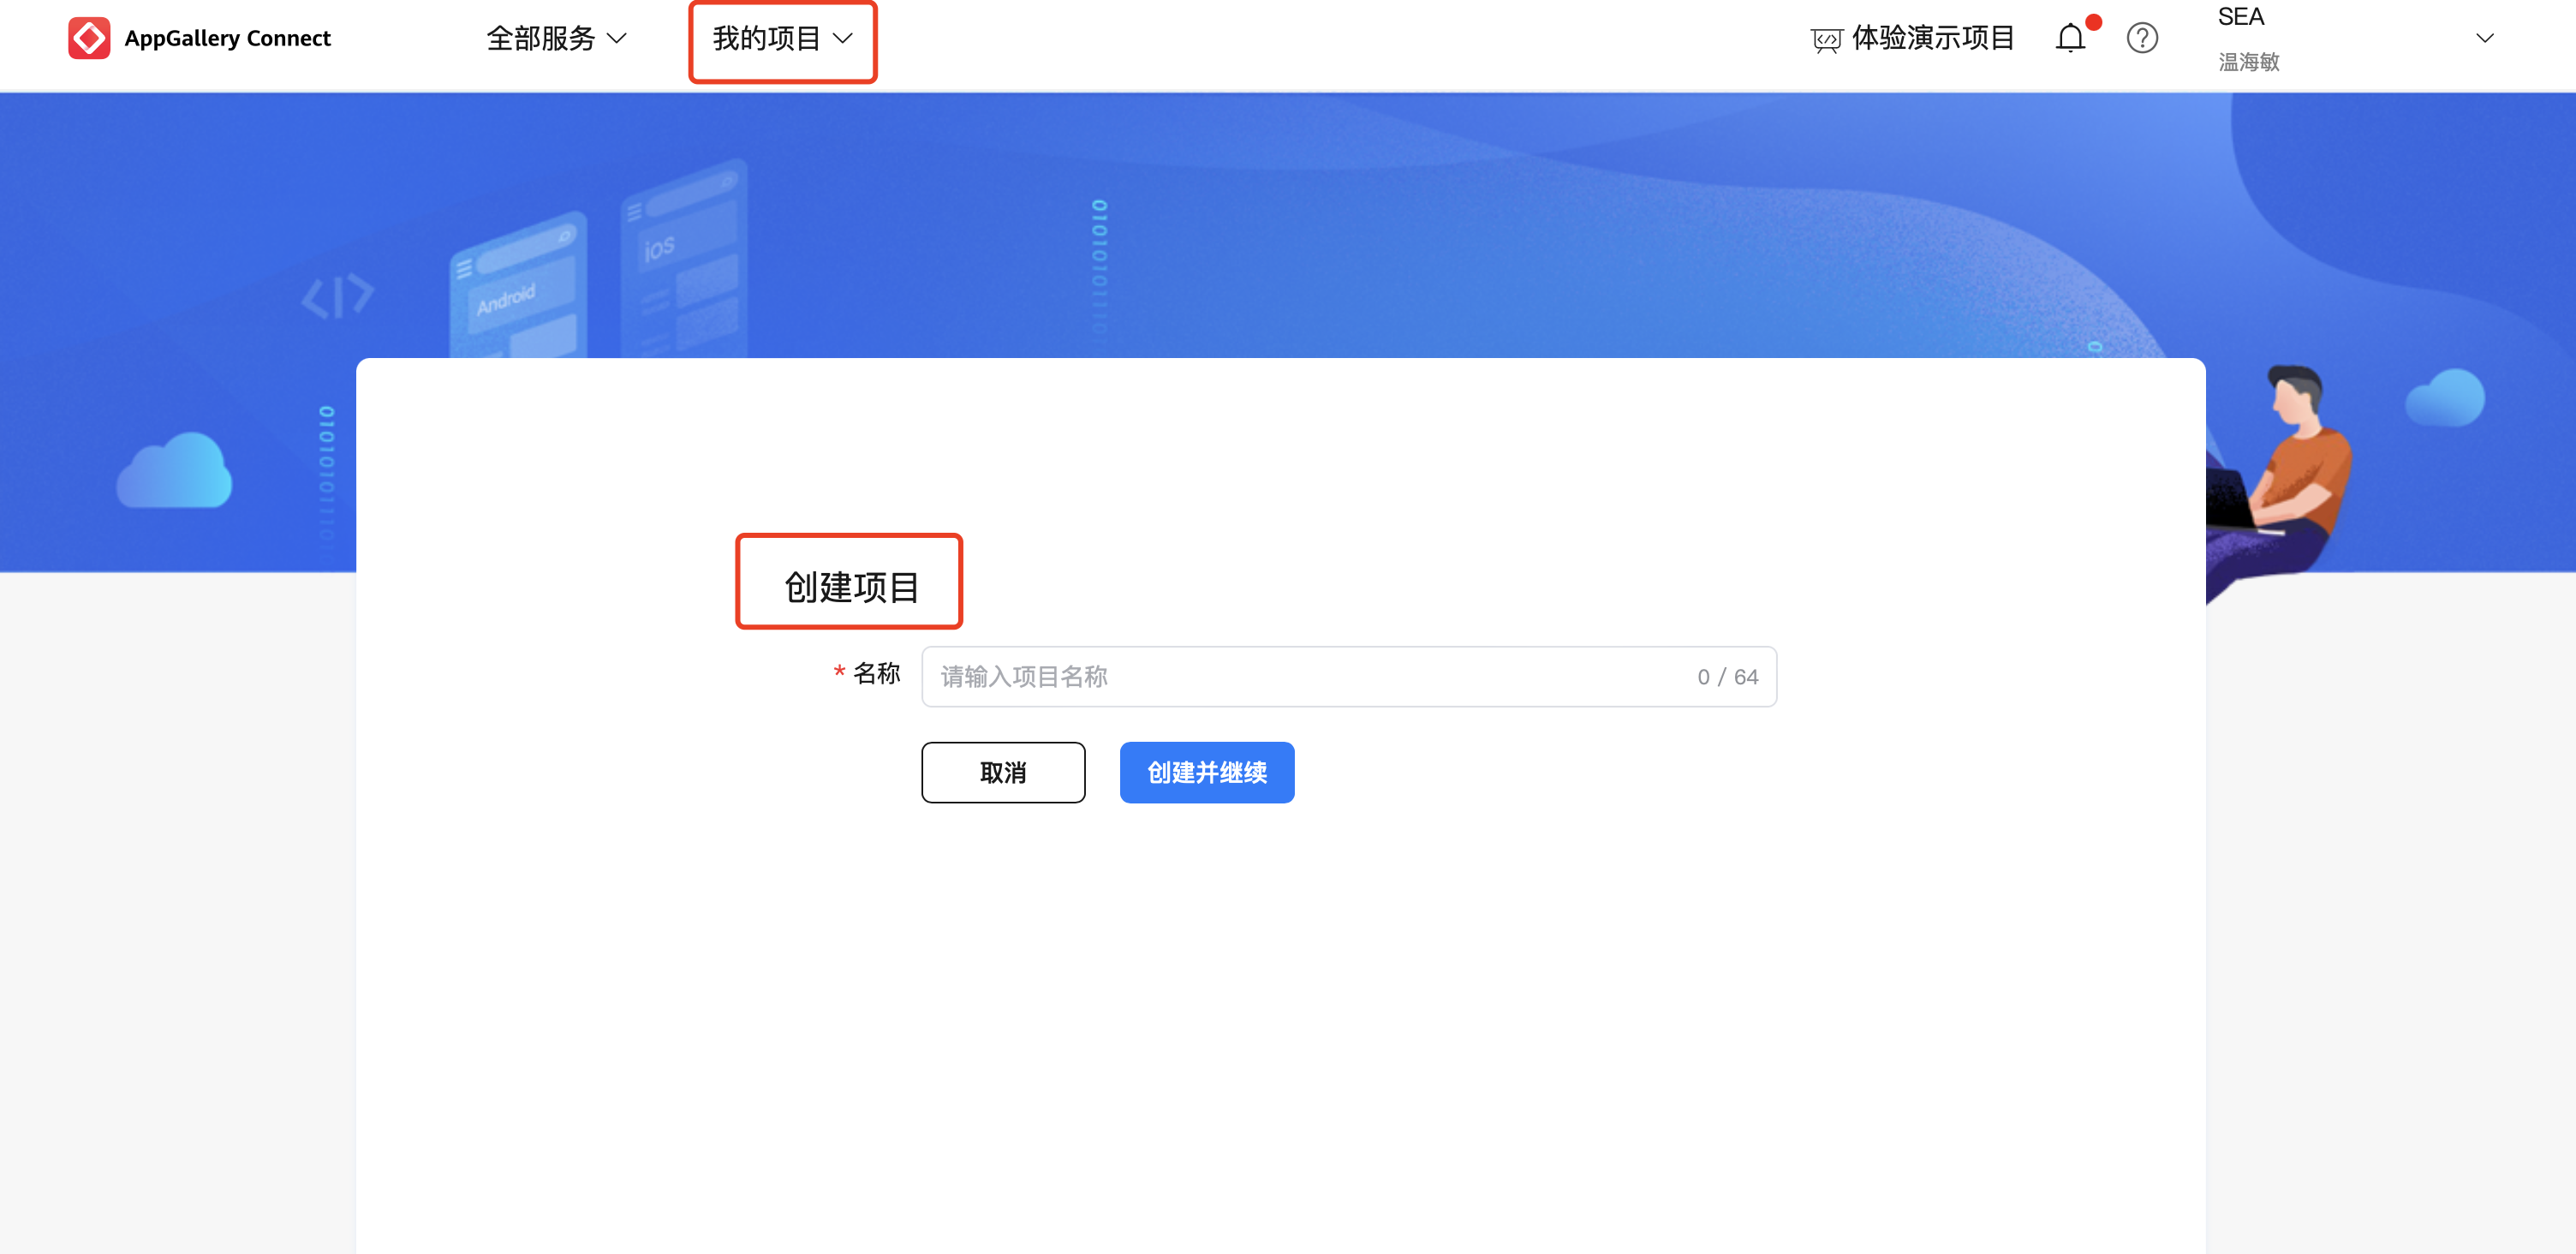 AppGallery Connect
全部服务
我的项目
体验演示项目
SEA
温海敏
Android
iOS
创建项目
* 名称
请输入项目名称
0 / 64
取消
创建并继续